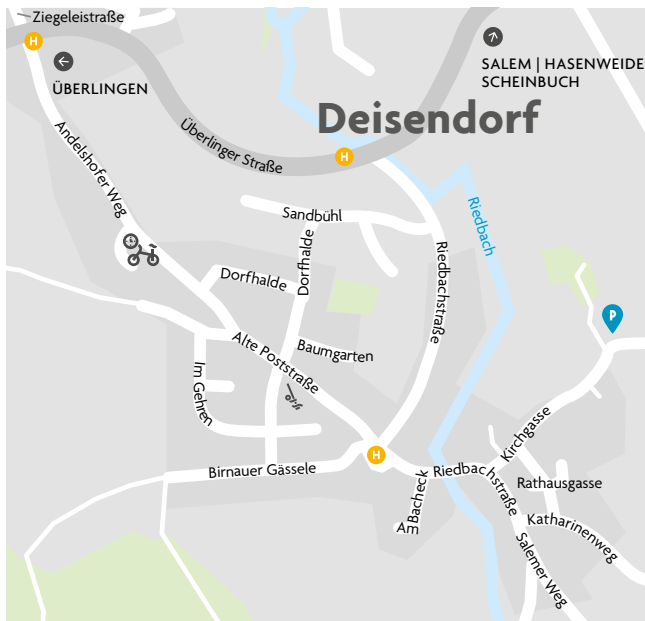 Ziegeleistraße
H
ÜBERLINGEN
SALEM | HASENWEIDE
SCHEINBUCH
Deisendorf
Überlinger Straße
H
Andelshofer Weg
Sandbühl
Riedbach
Dorfhalde
Dorfhalde
Riedbachstraße
P
Alte Poststraße
Baumgarten
Im Gehren
Kirchgasse
H
Birnauer Gässele
Riedbachstraße
Rathausgasse
Am Bacheck
Katharinenweg
Salemer Weg